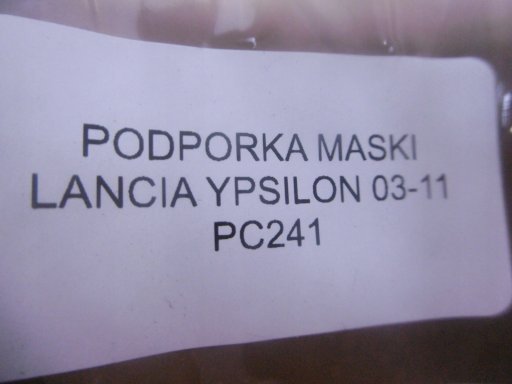 PODPORKA MASKI
LANCIA YPSILON 03-11
PC241